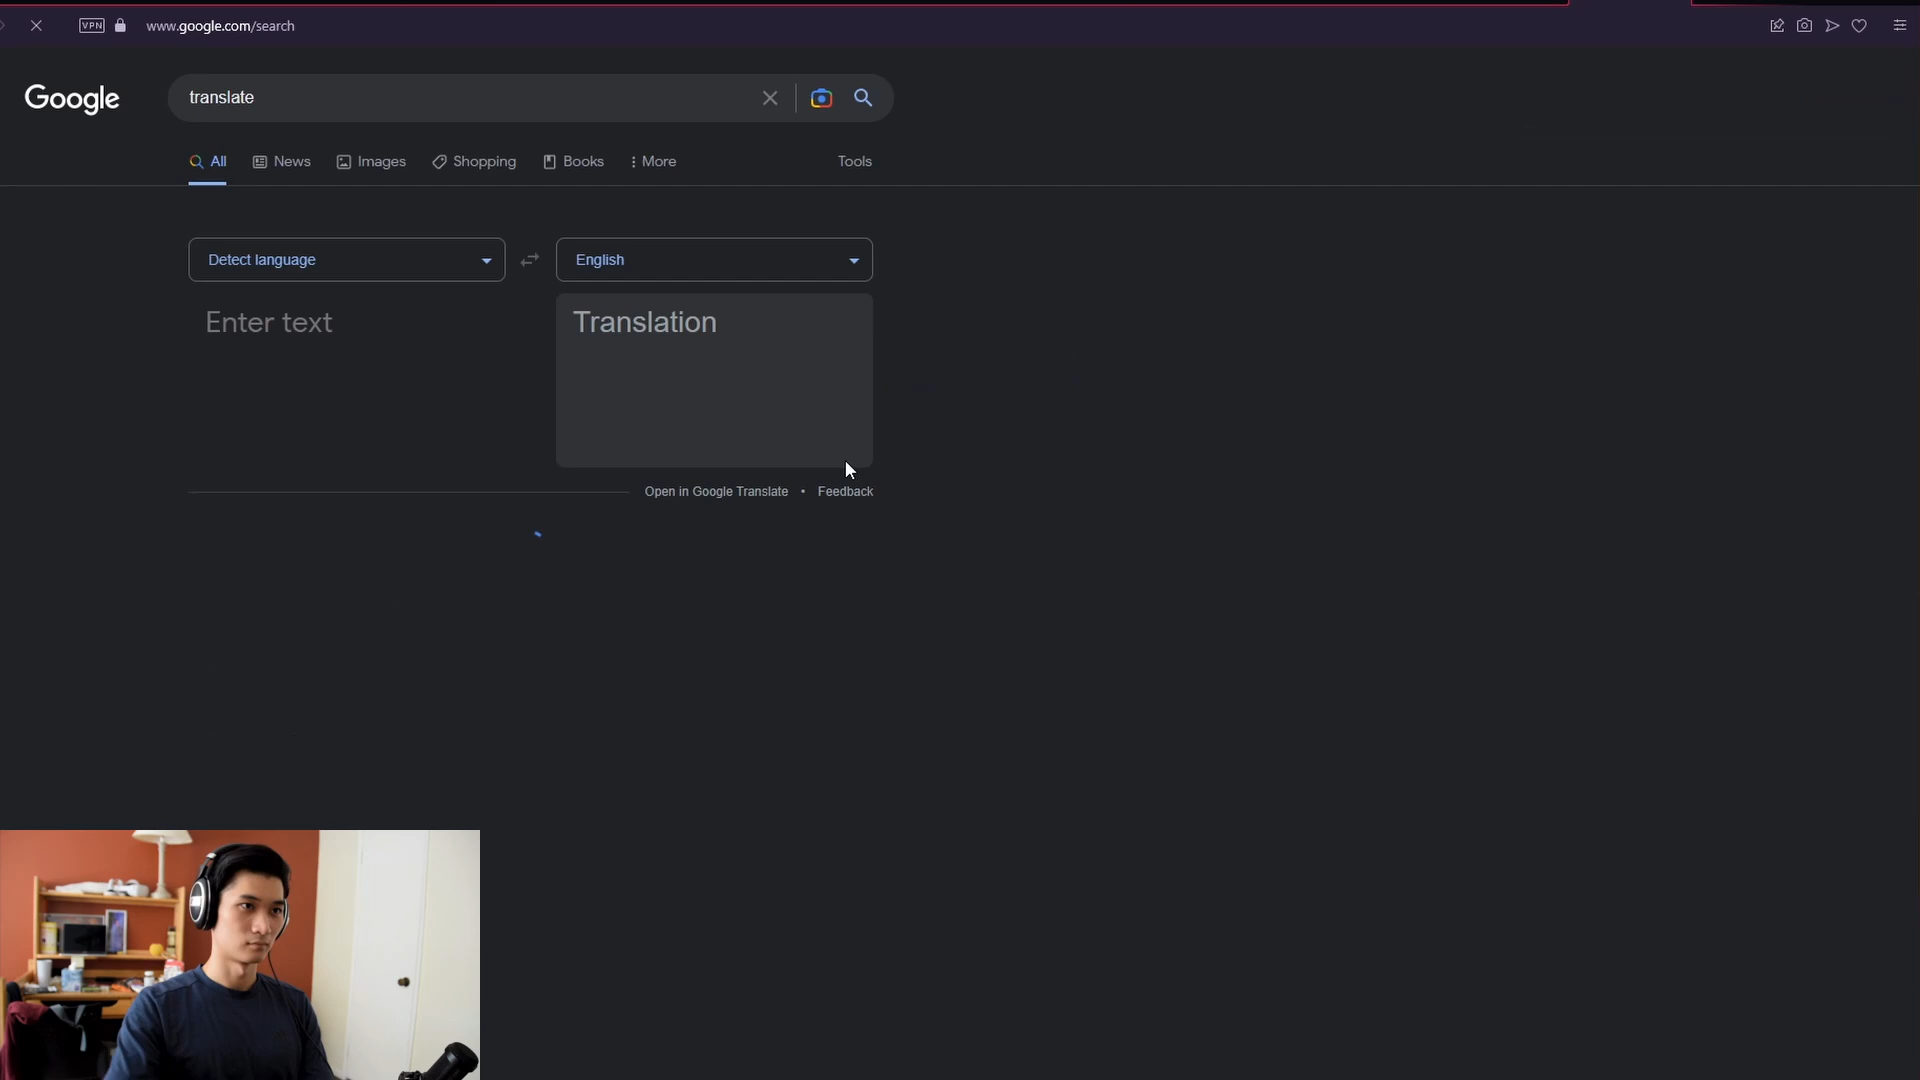 VPN
www.google.com/search
Google
translate
All
News
Images
Shopping
Books
More
Tools
Detect language
English
Enter text
Translation
Open in Google Translate • Feedback